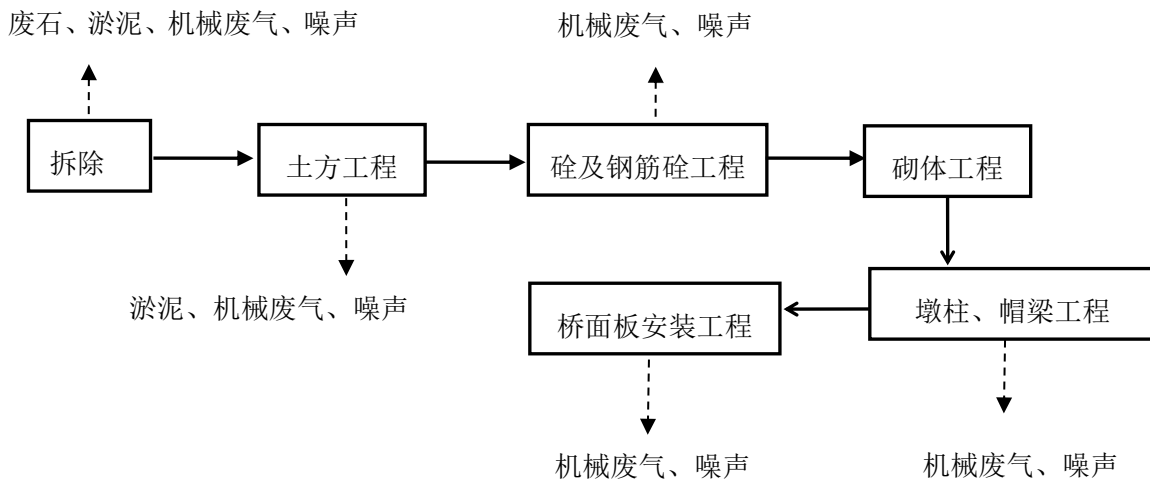 废石、淤泥、机械废气、噪声
机械废气、噪声
拆除
土方工程
砼及钢筋砼工程
砌体工程
淤泥、机械废气、噪声
桥面板安装工程
墩柱、帽梁工程
机械废气、噪声
机械废气、噪声